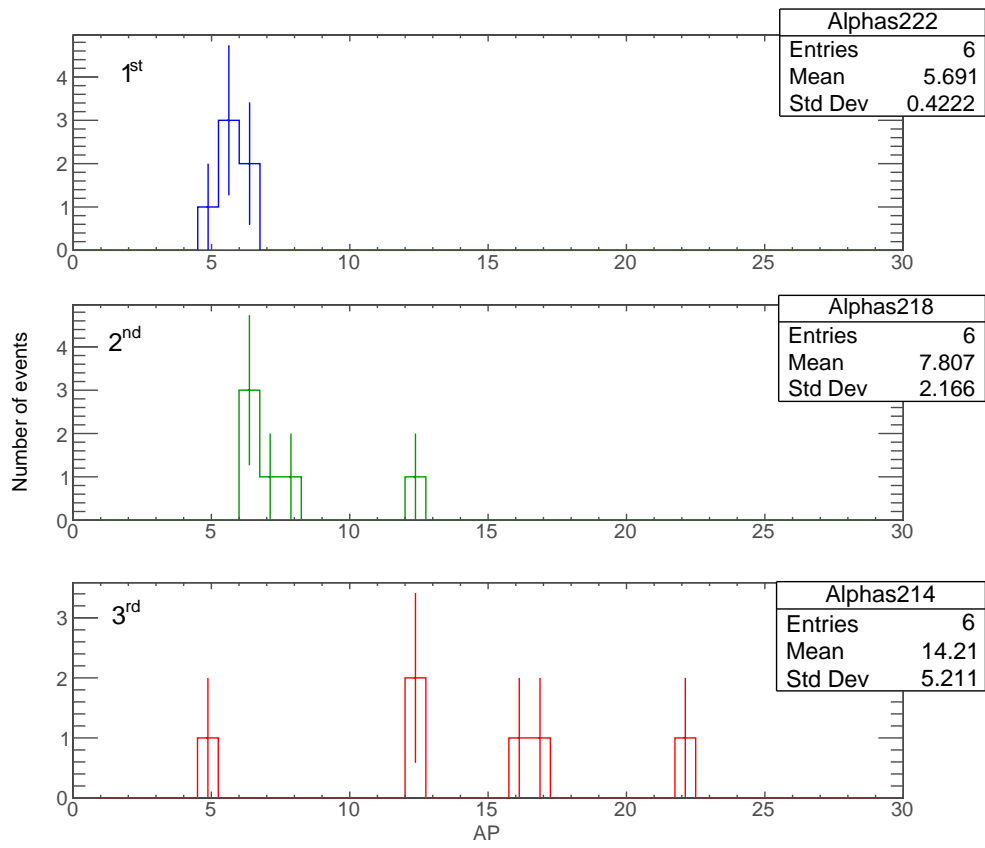 Alphas222
Entries 6
Mean 5.691
Std Dev 0.4222
1st
4
3
2
1
0
0 5 10 15 20 25 30
Alphas218
Entries 6
Mean 7.807
Std Dev 2.166
2nd
4
3
2
1
0
0 5 10 15 20 25 30
Number of events
Alphas214
Entries 6
Mean 14.21
Std Dev 5.211
3rd
3
2
1
0
0 5 10 15 20 25 30
AP